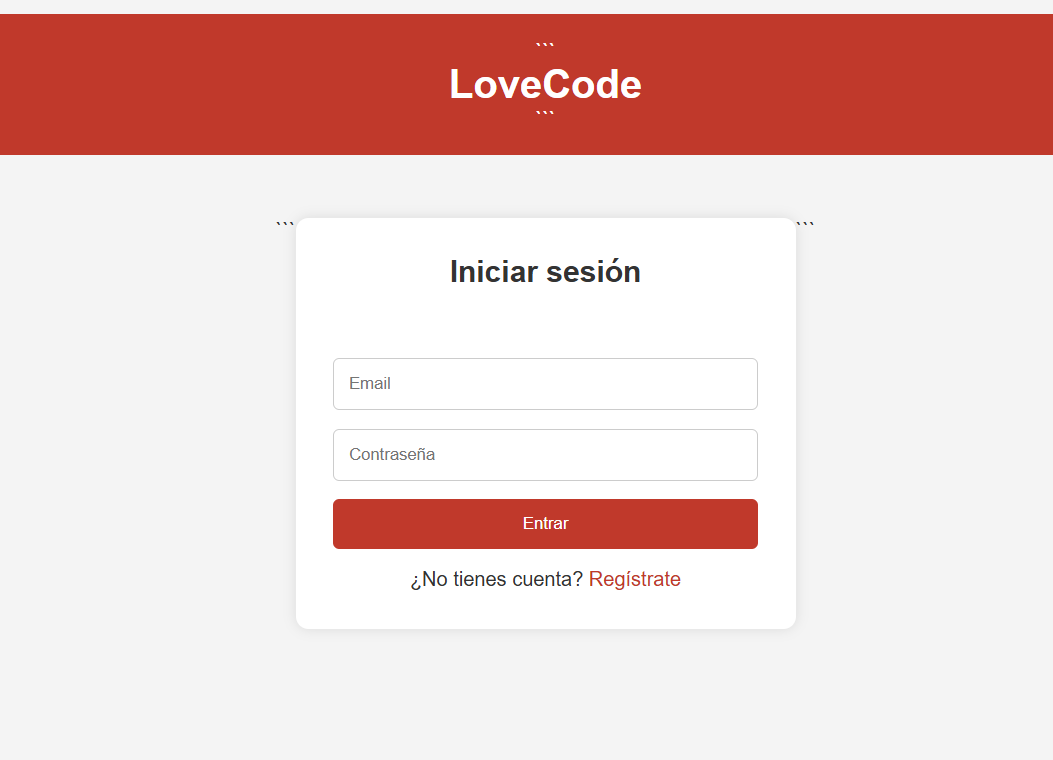 ```
LoveCode
```
``` ```
Iniciar sesión
Email
Contraseña
Entrar
¿No tienes cuenta? Regístrate